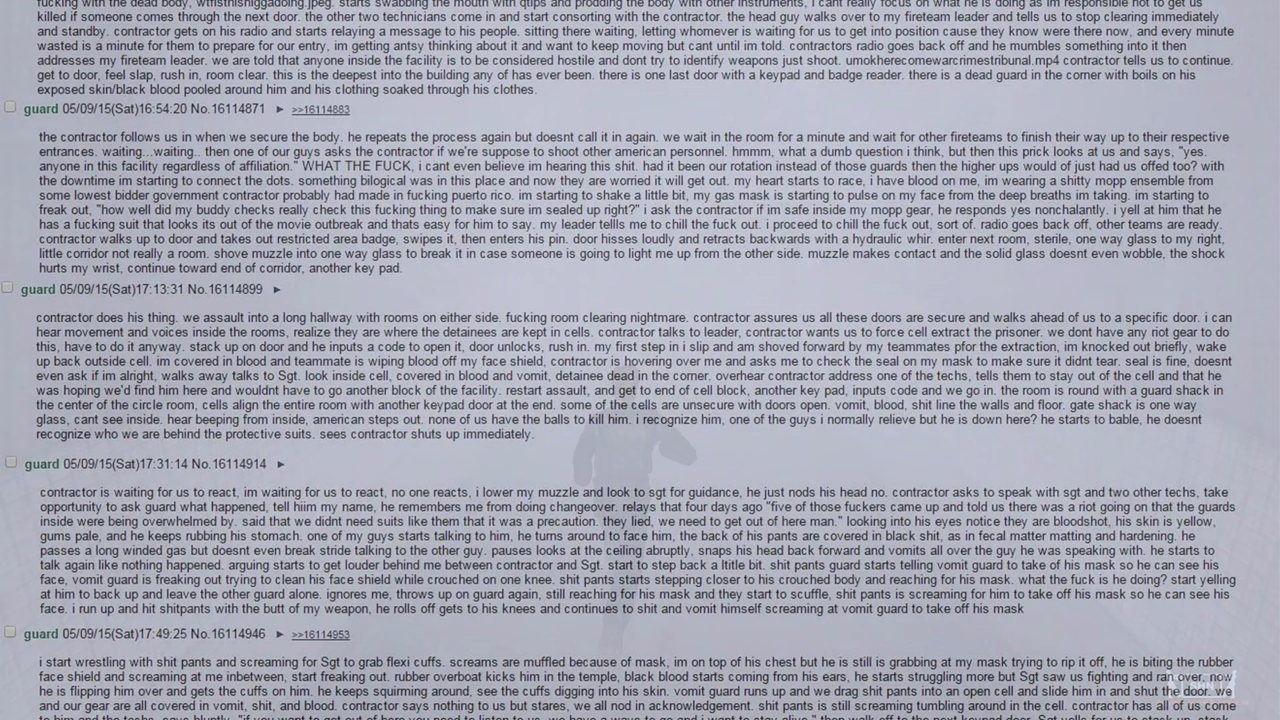 fucking with the dead body, wtfisthisniggadoing.jpeg. starts swabbing the mouth with qtips and prodding the body with other instruments, i cant really focus on what he is doing as im responsible not to get us
killed if someone comes through the next door. the other two technicians come in and start consorting with the contractor. the head guy walks over to my fireteam leader and tells us to stop clearing immediately
and standby. contractor gets on his radio and starts relaying a message to his people. sitting there waiting, letting whomever is waiting for us to get into position cause they know were there now, and every minute
wasted is a minute for them to prepare for our entry, im getting antsy thinking about it and want to keep moving but cant until im told. contractors radio goes back off and he mumbles something into it then
addresses my fireteam leader. we are told that anyone inside the facility is to be considered hostile and dont try to identify weapons just shoot. umokherecomewarcrimestribunal.mp4 contractor tells us to continue.
get to door, feel slap, rush in, room clear. this is the deepest into the building any of has ever been. there is one last door with a keypad and badge reader. there is a dead guard in the corner with boils on his
exposed skin/black blood pooled around him and his clothing soaked through his clothes.
guard 05/09/15(Sat)16:54:20 No.16114871 ► >>16114883
the contractor follows us in when we secure the body. he repeats the process again but doesnt call it in again. we wait in the room for a minute and wait for other fireteams to finish their way up to their respective
entrances. waiting...waiting.. then one of our guys asks the contractor if we're suppose to shoot other american personnel. hmmm, what a dumb question i think, but then this prick looks at us and says, "yes.
anyone in this facility regardless of affiliation." WHAT THE FUCK, i cant even believe im hearing this shit. had it been our rotation instead of those guards then the higher ups would of just had us offed too? with
the downtime im starting to connect the dots. something bilogical was in this place and now they are worried it will get out. my heart starts to race, i have blood on me, im wearing a shitty mopp ensemble from
some lowest bidder government contractor probably had made in fucking puerto rico. im starting to shake a little bit, my gas mask is starting to pulse on my face from the deep breaths im taking. im starting to
freak out, "how well did my buddy checks really check this fucking thing to make sure im sealed up right?" i ask the contractor if im safe inside my mopp gear, he responds yes nonchalantly. i yell at him that he
has a fucking suit that looks its out of the movie outbreak and thats easy for him to say. my leader tellls me to chill the fuck out. i proceed to chill the fuck out, sort of. radio goes back off, other teams are ready.
contractor walks up to door and takes out restricted area badge, swipes it, then enters his pin. door hisses loudly and retracts backwards with a hydraulic whir. enter next room, sterile, one way glass to my right,
little corridor not really a room. shove muzzle into one way glass to break it in case someone is going to light me up from the other side. muzzle makes contact and the solid glass doesnt even wobble, the shock
hurts my wrist, continue toward end of corridor, another key pad.
guard 05/09/15(Sat)17:13:31 No.16114899 ►
contractor does his thing. we assault into a long hallway with rooms on either side. fucking room clearing nightmare. contractor assures us all these doors are secure and walks ahead of us to a specific door. i can
hear movement and voices inside the rooms, realize they are where the detainees are kept in cells. contractor talks to leader, contractor wants us to force cell extract the prisoner. we dont have any riot gear to do
this, have to do it anyway. stack up on door and he inputs a code to open it, door unlocks, rush in. my first step in i slip and am shoved forward by my teammates pfor the extraction, im knocked out briefly, wake
up back outside cell. im covered in blood and teammate is wiping blood off my face shield, contractor is hovering over me and asks me to check the seal on my mask to make sure it didnt tear. seal is fine, doesnt
even ask if im alright, walks away talks to Sgt. look inside cell, covered in blood and vomit, detainee dead in the corner. overhear contractor address one of the techs, tells them to stay out of the cell and that he
was hoping we'd find him here and wouldnt have to go another block of the facility. restart assault, and get to end of cell block, another key pad, inputs code and we go in. the room is round with a guard shack in
the center of the circle room, cells align the entire room with another keypad door at the end. some of the cells are unsecure with doors open. vomit, blood, shit line the walls and floor. gate shack is one way
glass, cant see inside. hear beeping from inside, american steps out. none of us have the balls to kill him. i recognize him, one of the guys i normally relieve but he is down here? he starts to bable, he doesnt
recognize who we are behind the protective suits. sees contractor shuts up immediately.
guard 05/09/15(Sat)17:31:14 No.16114914 ►
contractor is waiting for us to react, im waiting for us to react, no one reacts, i lower my muzzle and look to sgt for guidance, he just nods his head no. contractor asks to speak with sgt and two other techs, take
opportunity to ask guard what happened, tell hiim my name, he remembers me from doing changeover. relays that four days ago "five of those fuckers came up and told us there was a riot going on that the guards
inside were being overwhelmed by. said that we didnt need suits like them that it was a precaution. they lied, we need to get out of here man." looking into his eyes notice they are bloodshot, his skin is yellow,
gums pale, and he keeps rubbing his stomach. one of my guys starts talking to him, he turns around to face him, the back of his pants are covered in black shit, as in fecal matter matting and hardening. he
passes a long winded gas but doesnt even break stride talking to the other guy. pauses looks at the ceiling abruptly, snaps his head back forward and vomits all over the guy he was speaking with. he starts to
talk again like nothing happened. arguing starts to get louder behind me between contractor and Sgt. start to step back a ltitle bit. shit pants guard starts telling vomit guard to take of his mask so he can see his
face, vomit guard is freaking out trying to clean his face shield while crouched on one knee. shit pants starts stepping closer to his crouched body and reaching for his mask. what the fuck is he doing? start yelling
at him to back up and leave the other guard alone. ignores me, throws up on guard again, still reaching for his mask and they start to scuffle, shit pants is screaming for him to take off his mask so he can see his
face. i run up and hit shitpants with the butt of my weapon, he rolls off gets to his knees and continues to shit and vomit himself screaming at vomit guard to take off his mask
guard 05/09/15(Sat)17:49:25 No.16114946 ► >>16114953
i start wrestling with shit pants and screaming for Sgt to grab flexi cuffs. screams are muffled because of mask, im on top of his chest but he is still is grabbing at my mask trying to rip it off, he is biting the rubber
face shield and screaming at me inbetween, start freaking out. rubber overboat kicks him in the temple, black blood starts coming from his ears, he starts struggling more but Sgt saw us fighting and ran over now
he is flipping him over and gets the cuffs on him. he keeps squirming around, see the cuffs digging into his skin. vomit guard runs up and we drag shit pants into an open cell and slide him in and shut the door. we
and our gear are all covered in vomit, shit, and blood. contractor says nothing to us but stares, we all nod in acknowledgement. shit pants is still screaming tumbling around in the cell. contractor has all of us come